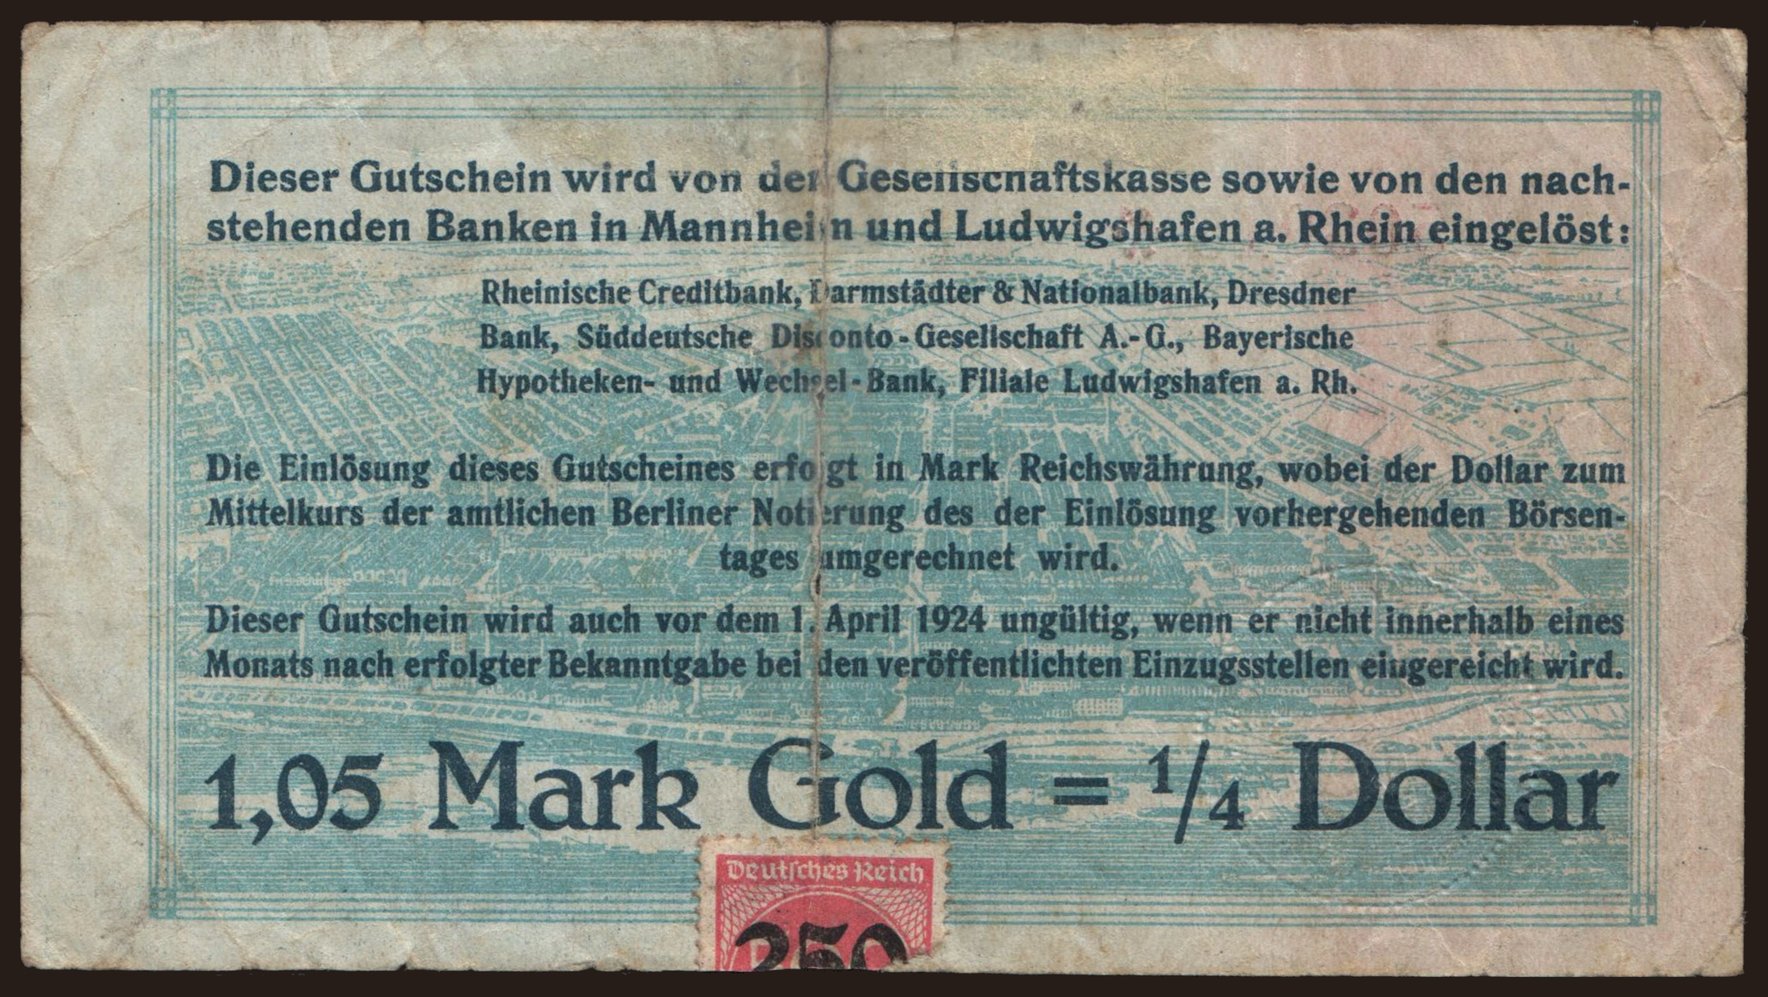 Dieser Gutschein wird von der Gesellschaftskasse sowie von den nach-
stehenden Banken in Mannheim und Ludwigshafen a. Rhein eingelöst:
Rheinische Creditbank, Darmstädter & Nationalbank, Dresdner
Bank, Süddeutsche Disconto-Gesellschaft A.-G., Bayerische
Hypotheken- und Wechsel-Bank, Filiale Ludwigshafen a. Rh.
Die Einlösung dieses Gutscheines erfolgt in Mark Reichswährung, wobei der Dollar zum
Mittelkurs der amtlichen Berliner Notierung des der Einlösung vorhergehenden Börsen-
tages umgerechnet wird.
Dieser Gutschein wird auch vor dem 1. April 1924 ungültig, wenn er nicht innerhalb eines
Monats nach erfolgter Bekanntgabe bei den veröffentlichten Einzugsstellen eingereicht wird.
1,05 Mark Gold = 1/4 Dollar
Deutsches Reich
250